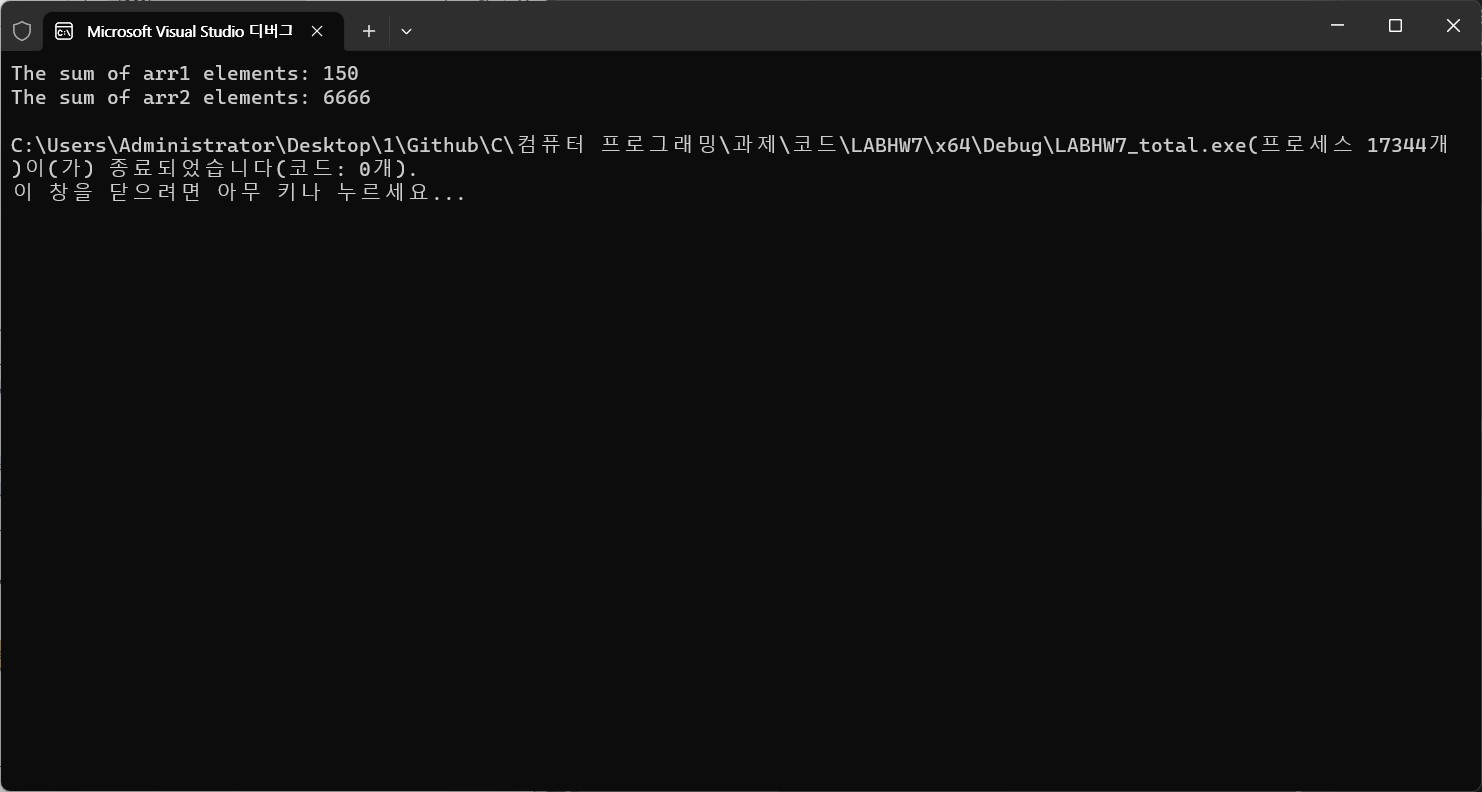 Microsoft Visual Studio 디버그
The sum of arr1 elements: 150
The sum of arr2 elements: 6666
C:\Users\Administrator\Desktop\1\Github\C\컴퓨터 프로그래밍\과제\코드\LABHW7\x64\Debug\LABHW7_total.exe(프로세스 17344개
)이(가) 종료되었습니다(코드: 0개).
이 창을 닫으려면 아무 키나 누르세요...